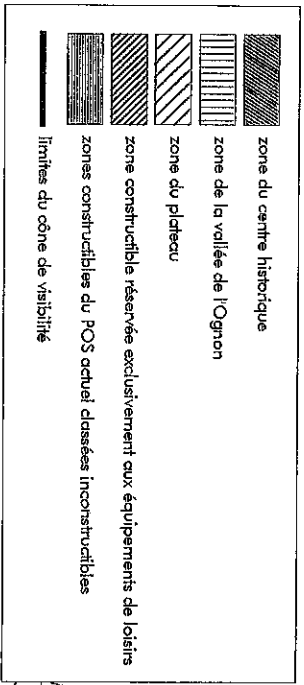 zone du centre historique
zone de la vallée de l'Ognon
zone du plateau
zone constructible réservée exclusivement aux équipements de loisirs
zones constructibles du POS actuel classées inconstructibles
limites du cône de visibilité